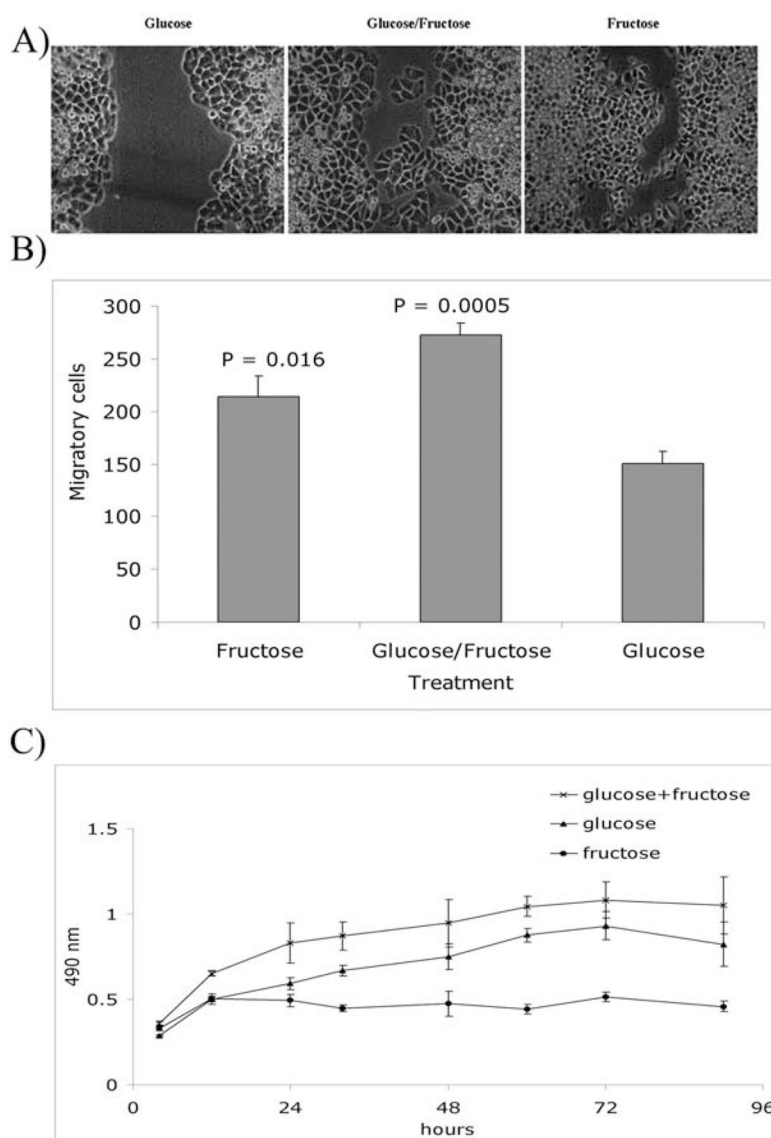 Glucose Glucose/Fructose Fructose
A)
B)
300
250
200
150
100
50
0
Migratory cells
P = 0.016
P = 0.0005
Fructose Glucose/Fructose Glucose
Treatment
C)
glucose+fructose
glucose
fructose
1.5
1
0.5
0
490 nm
0 24 48 72 96
hours